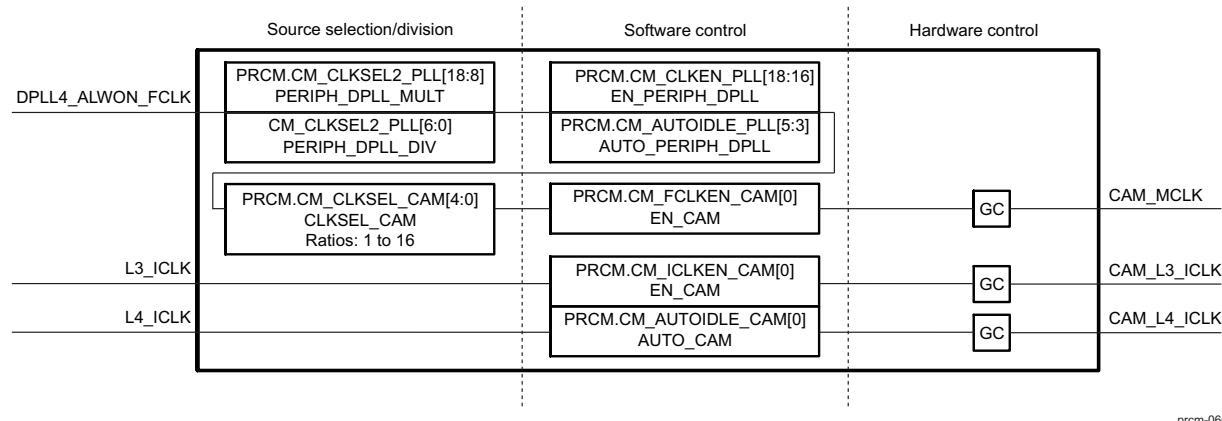 Source selection/division
Software control
Hardware control
DPLL4_ALWON_FCLK
PRCM.CM_CLKSEL2_PLL[18:8]
PERIPH_DPLL_MULT
CM_CLKSEL2_PLL[6:0]
PERIPH_DPLL_DIV
PRCM.CM_CLKEN_PLL[18:16]
EN_PERIPH_DPLL
PRCM.CM_AUTOIDLE_PLL[5:3]
AUTO_PERIPH_DPLL
PRCM.CM_CLKSEL_CAM[4:0]
CLKSEL_CAM
Ratios: 1 to 16
PRCM.CM_FCLKEN_CAM[0]
EN_CAM
GC
CAM_MCLK
L3_ICLK
PRCM.CM_ICLKEN_CAM[0]
EN_CAM
GC
CAM_L3_ICLK
L4_ICLK
PRCM.CM_AUTOIDLE_CAM[0]
AUTO_CAM
GC
CAM_L4_ICLK